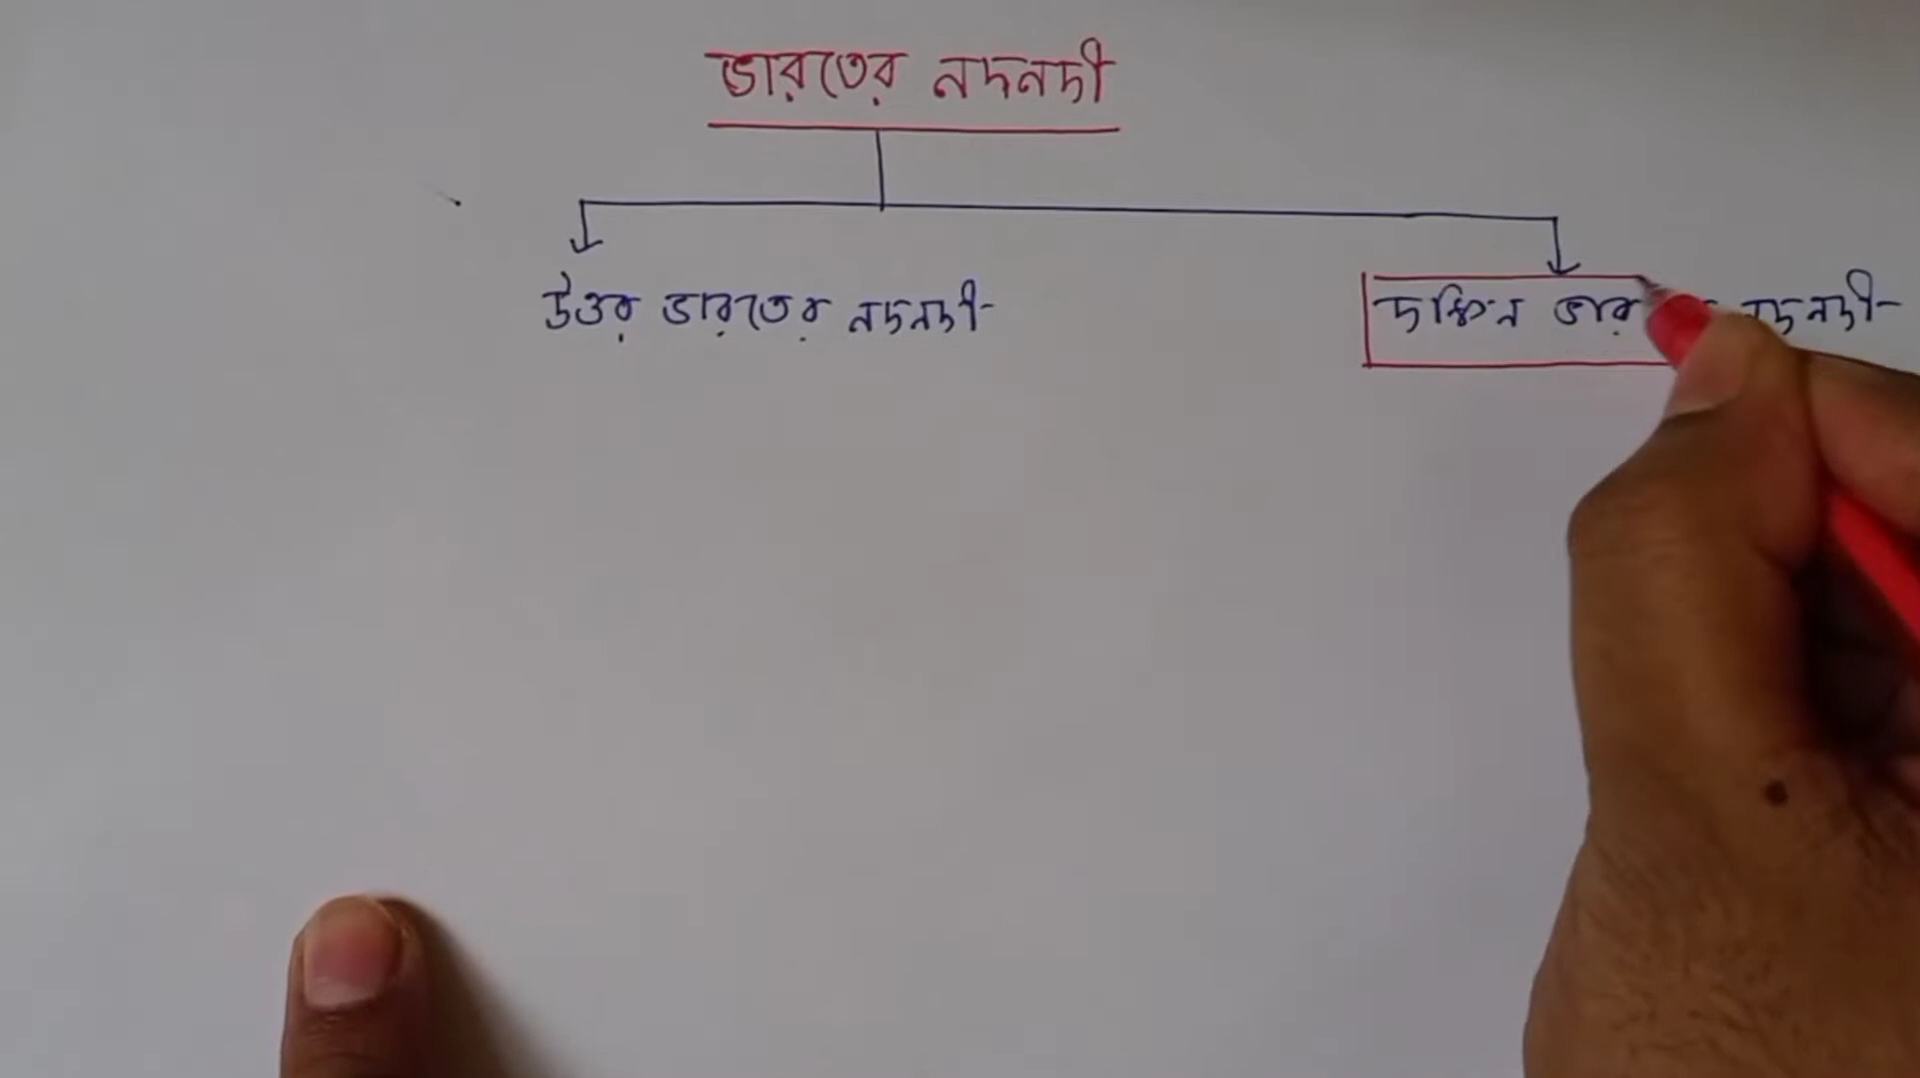 ভারতের নদনদী
উত্তর ভারতের নদনদী
দক্ষিন ভার নদনদী